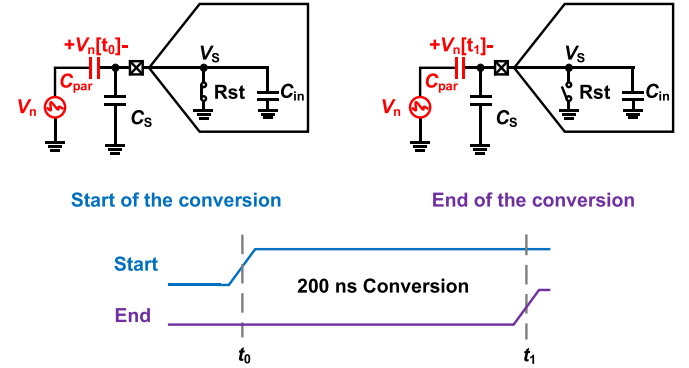 +Vn[t0]-
Cpar
Vn
CS
VS
Rst
Cin
+Vn[t1]-
Cpar
Vn
CS
VS
Rst
Cin
Start of the conversion
End of the conversion
Start
200 ns Conversion
End
t0
t1